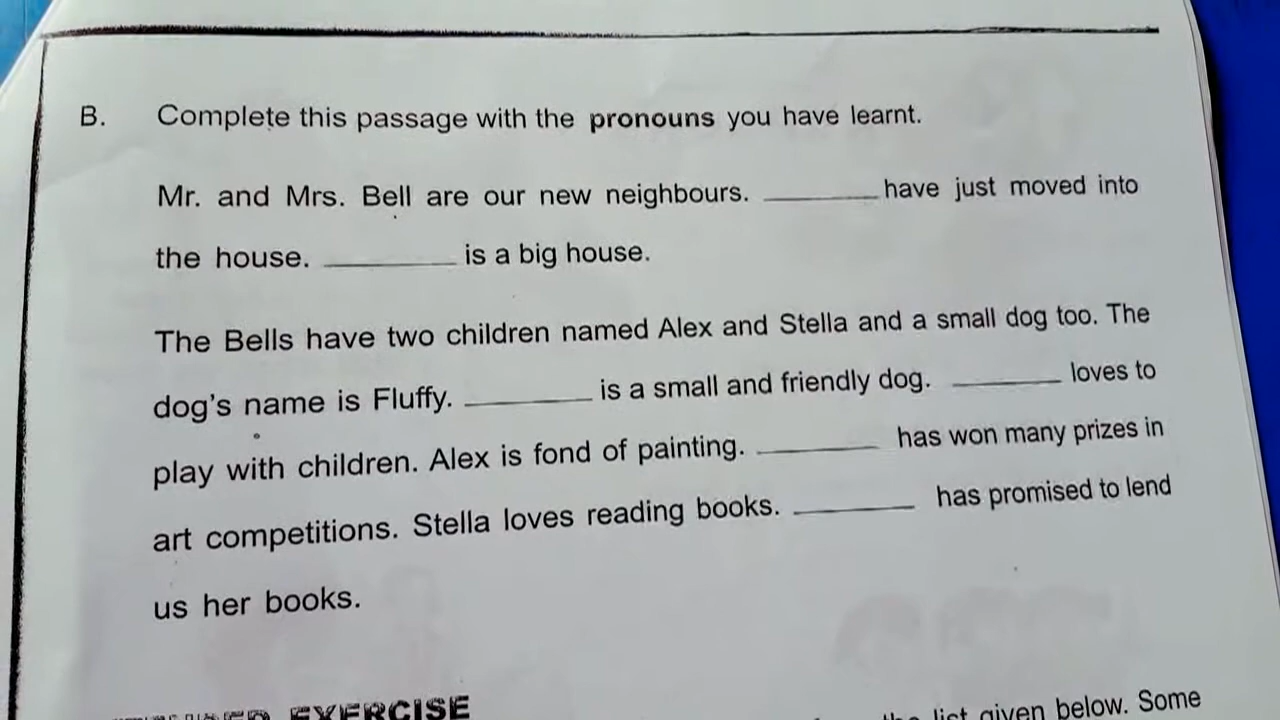 B. Complete this passage with the pronouns you have learnt.
Mr. and Mrs. Bell are our new neighbours. ________ have just moved into
the house. ________ is a big house.
The Bells have two children named Alex and Stella and a small dog too. The
dog's name is Fluffy. ________ is a small and friendly dog. ________ loves to
play with children. Alex is fond of painting. ________ has won many prizes in
art competitions. Stella loves reading books. ________ has promised to lend
us her books.
EXERCISE
the list given below. Some